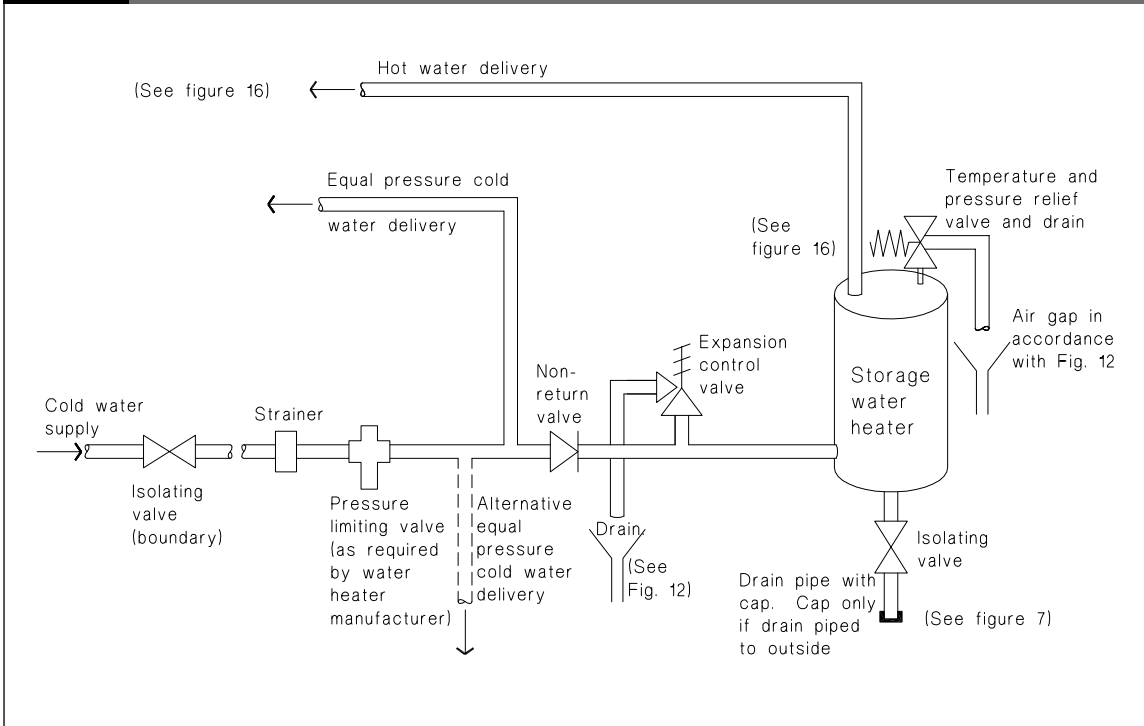 Hot water delivery
(See figure 16)
Equal pressure cold
water delivery
Temperature and
pressure relief
valve and drain
(See
figure 16)
Air gap in
accordance
with Fig. 12
Expansion
control
valve
Non-
return
valve
Storage
water
heater
Cold water
supply
Strainer
Isolating
valve
(boundary)
Pressure
limiting valve
(as required
by water
heater
manufacturer)
Alternative
equal
pressure
cold water
delivery
Drain
(See
Fig. 12)
Isolating
valve
Drain pipe with
cap. Cap only
if drain piped
to outside
(See figure 7)